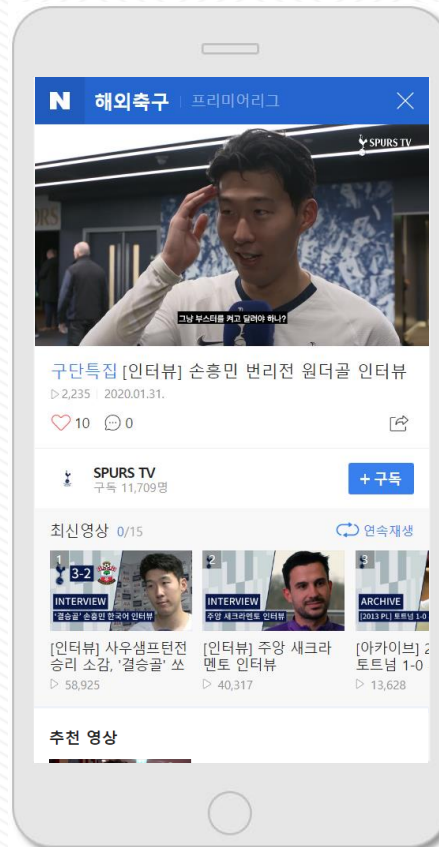 N 해외축구 프리미어리그
SPURS TV
그냥 부스터를 켜고 달려야 하나?
구단특집 [인터뷰] 손흥민 번리전 원더골 인터뷰
2,235 2020.01.31.
10 0
SPURS TV
구독 11,709명
+ 구독
최신영상 0/15
연속재생
1
3-2
INTERVIEW
'결승골' 손흥민 한국어 인터뷰
[인터뷰] 사우샘프턴전
승리 소감, '결승골' 쏘
58,925
2
INTERVIEW
주앙 새크라멘토 인터뷰
[인터뷰] 주앙 새크라
멘토 인터뷰
40,317
3
ARCHIVE
[2013 PL] 토트넘 1-0
[아카이브] 2
토트넘 1-0
13,628
추천 영상